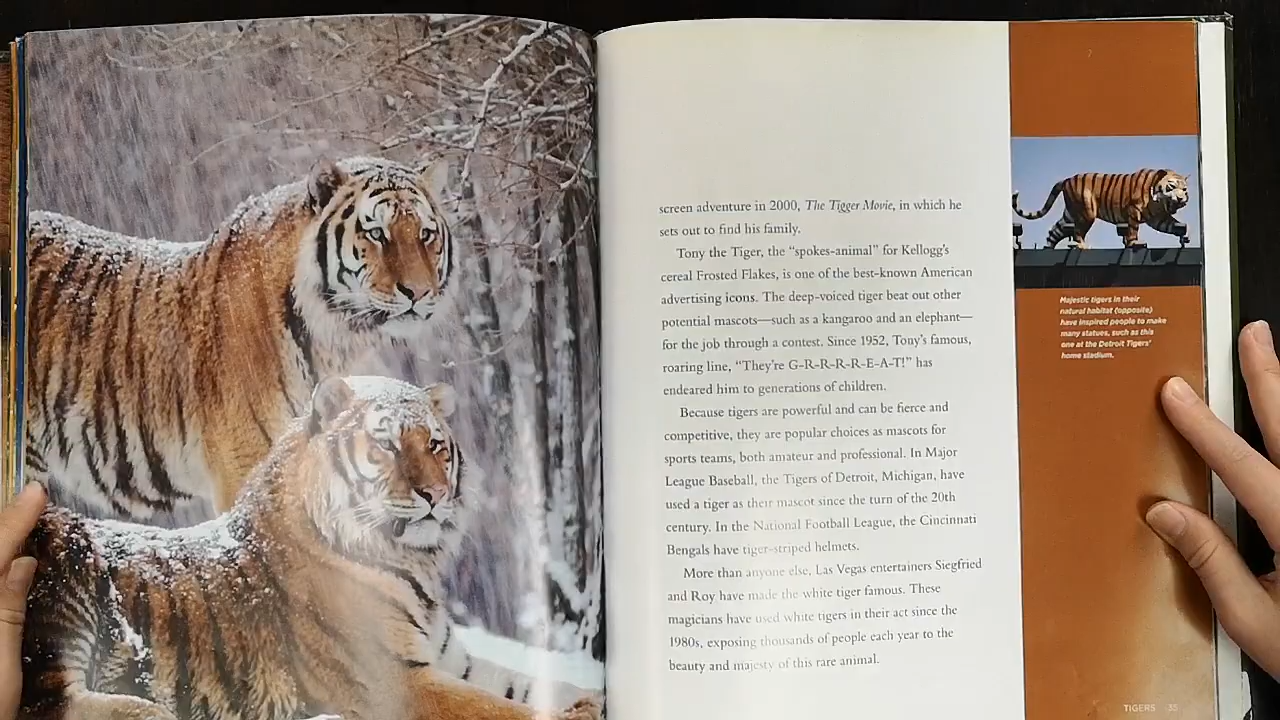 screen adventure in 2000, The Tigger Movie, in which he
sets out to find his family.
Tony the Tiger, the “spokes-animal” for Kellogg’s
cereal Frosted Flakes, is one of the best-known American
advertising icons. The deep-voiced tiger beat out other
potential mascots—such as a kangaroo and an elephant—
for the job through a contest. Since 1952, Tony’s famous,
roaring line, “They’re G-R-R-R-R-E-A-T!” has
endeared him to generations of children.
Because tigers are powerful and can be fierce and
competitive, they are popular choices as mascots for
sports teams, both amateur and professional. In Major
League Baseball, the Tigers of Detroit, Michigan, have
used a tiger as their mascot since the turn of the 20th
century. In the National Football League, the Cincinnati
Bengals have tiger-striped helmets.
More than anyone else, Las Vegas entertainers Siegfried
and Roy have made the white tiger famous. These
magicians have used white tigers in their act since the
1980s, exposing thousands of people each year to the
beauty and majesty of this rare animal.
Majestic tigers in their
natural habitat (opposite)
have inspired people to make
many statues, such as this
one at the Detroit Tigers’
home stadium.
TIGERS 35